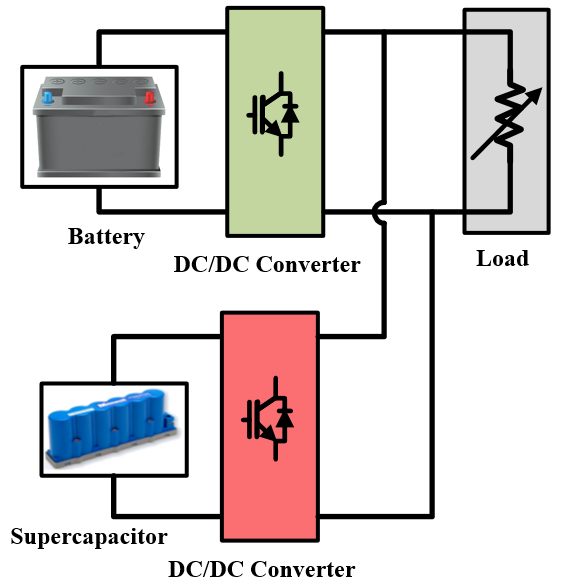 Battery
DC/DC Converter
Load
Supercapacitor
DC/DC Converter